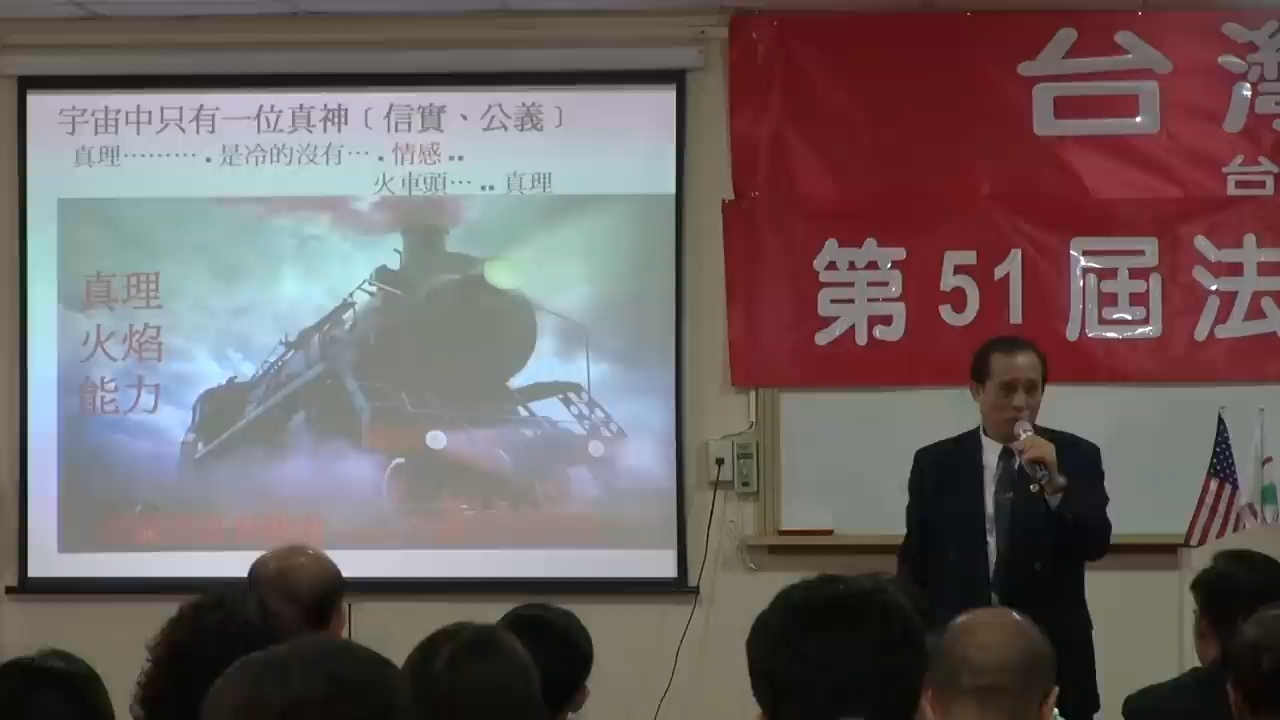 宇宙中只有一位真神﹝信實、公義﹞
真理‥‥‥‥‥.是冷的沒有‥‥.情感..
火車頭‥‥..真理
真理
火焰
能力
台灣
台
第51屆法